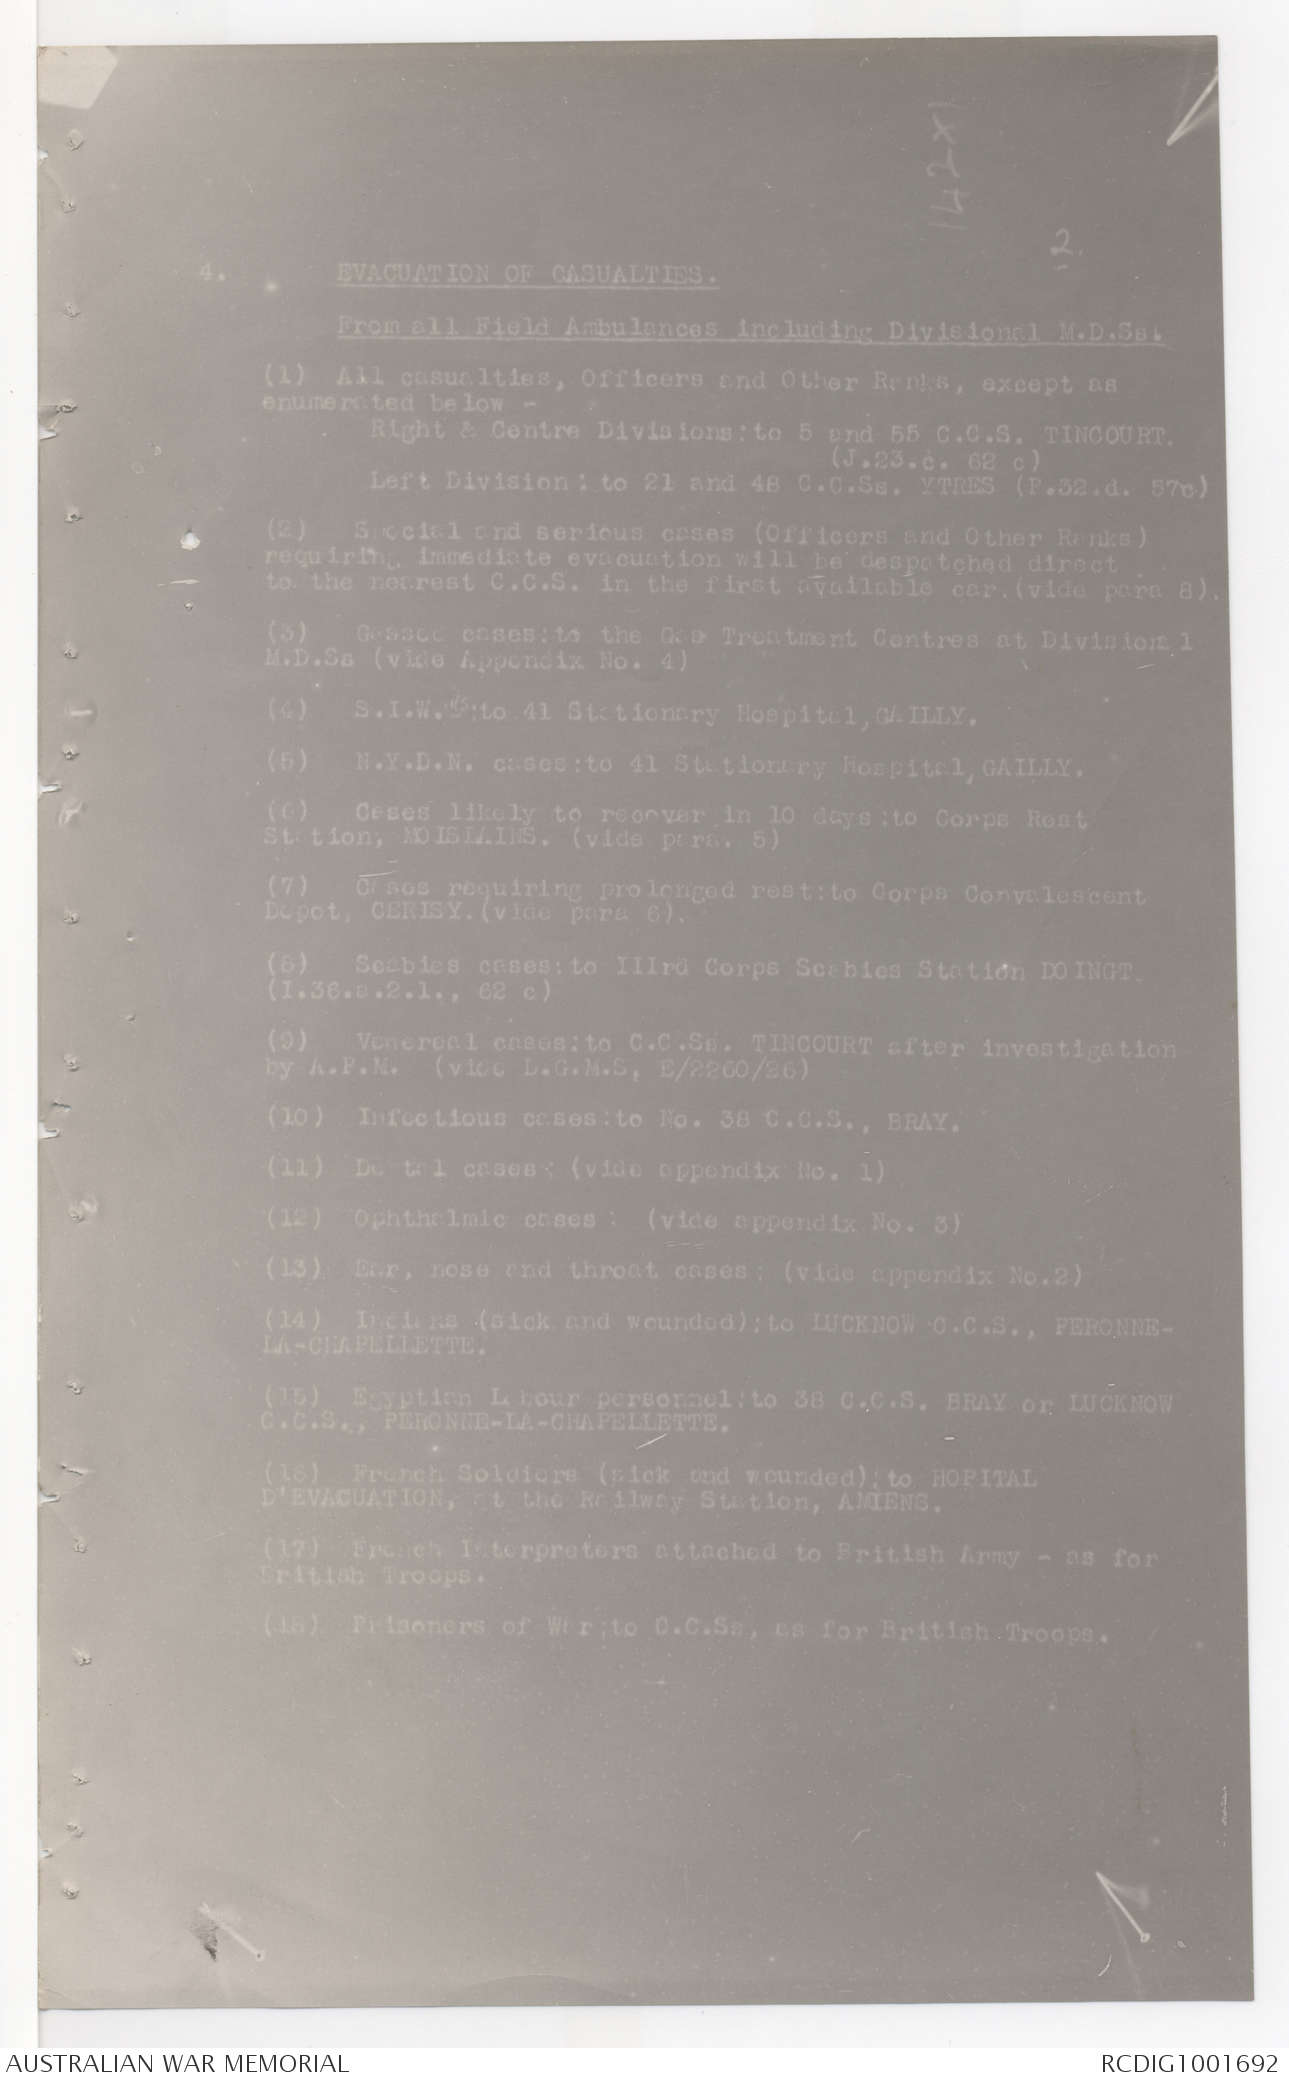 1428
2.
4. EVACUATION OF CASUALTIES.
From all Field Ambulances including Divisional M.D.Ss.
(1) All casualties, Officers and Other Ranks, except as
enumerated below -
Right & Centre Divisions:to 5 and 55 C.C.S. TINCOURT.
(J.23.c. 62 c)
Left Division: to 21 and 48 C.C.Ss. YTRES (P.32.d. 57c)
(2) Special and serious cases (Officers and Other Ranks)
requiring immediate evacuation will be despatched direct
to the nearest C.C.S. in the first available car.(vide para 8).
(3) Gassed cases:to the Gas Treatment Centres at Divisional
M.D.Ss (vide Appendix No. 4)
(4) S.I.W.'s:to 41 Stationary Hospital, GAILLY.
(5) N.Y.D.N. cases:to 41 Stationary Hospital, GAILLY.
(6) Cases likely to recover in 10 days:to Corps Rest
Station, MOISLAINS. (vide para. 5)
(7) Cases requiring prolonged rest:to Corps Convalescent
Depot, CERISY.(vide para 6).
(8) Scabies cases:to IIIrd Corps Scabies Station DOINGT.
(I.36.a.2.1., 62 c)
(9) Venereal cases:to C.C.Ss. TINCOURT after investigation
by A.P.M. (vide D.G.M.S, E/2260/26)
(10) Infectious cases:to No. 38 C.C.S., BRAY.
(11) Dental cases: (vide appendix No. 1)
(12) Ophthalmic cases: (vide appendix No. 3)
(13) Ear, nose and throat cases: (vide appendix No.2)
(14) Indians (sick and wounded):to LUCKNOW C.C.S., PERONNE-
LA-CHAPELLETTE.
(15) Egyptian Labour personnel:to 38 C.C.S. BRAY or LUCKNOW
C.C.S., PERONNE-LA-CHAPELLETTE.
(16) French Soldiers (sick and wounded):to HOPITAL
D'EVACUATION, at the Railway Station, AMIENS.
(17) French Interpreters attached to British Army - as for
British Troops.
(18) Prisoners of War:to C.C.Ss, as for British Troops.
AUSTRALIAN WAR MEMORIAL
RCDIG1001692